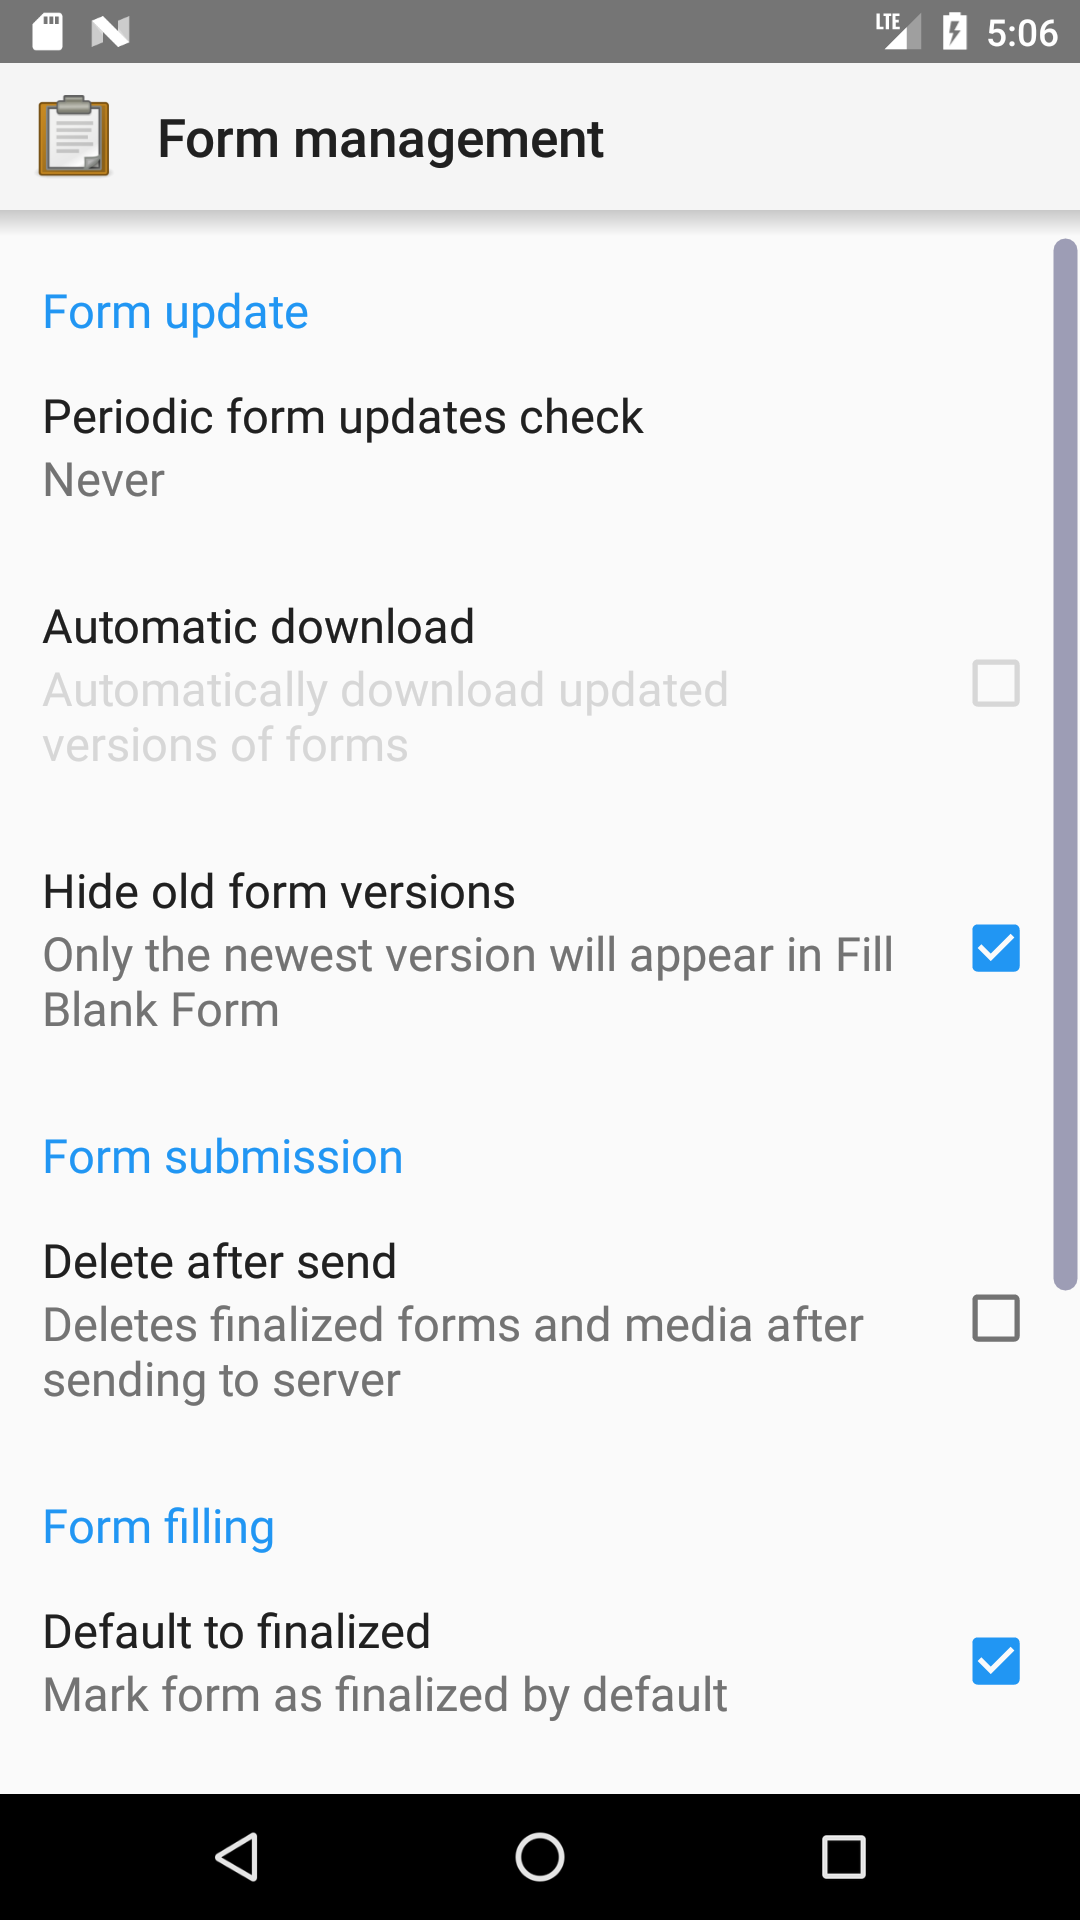 LTE 5:06
Form management
Form update
Periodic form updates check
Never
Automatic download
Automatically download updated
versions of forms
Hide old form versions
Only the newest version will appear in Fill
Blank Form
Form submission
Delete after send
Deletes finalized forms and media after
sending to server
Form filling
Default to finalized
Mark form as finalized by default